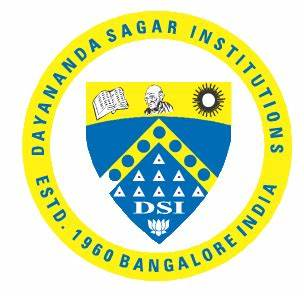 DAYANANDA SAGAR INSTITUTIONS
ESTD. 1960 BANGALORE INDIA
DSI